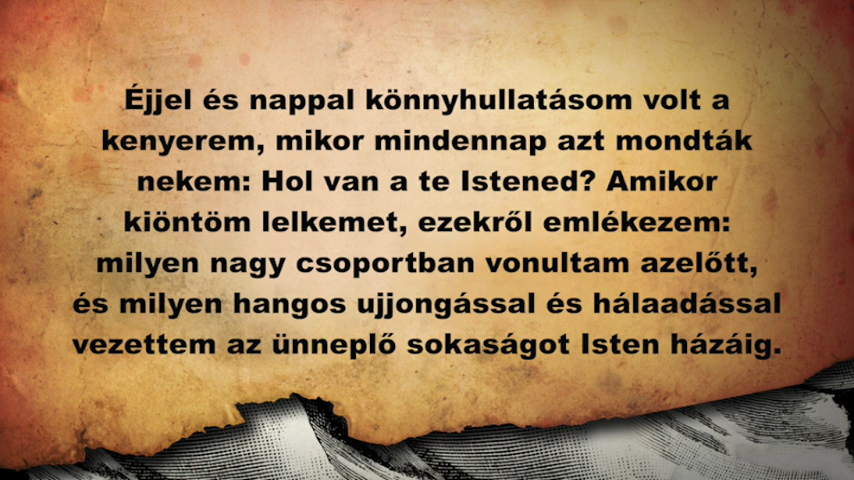 Éjjel és nappal könnyhullatásom volt a
kenyerem, mikor mindennap azt mondták
nekem: Hol van a te Istened? Amikor
kiöntöm lelkemet, ezekről emlékezem:
milyen nagy csoportban vonultam azelőtt,
és milyen hangos ujjongással és hálaadással
vezettem az ünneplő sokaságot Isten házáig.